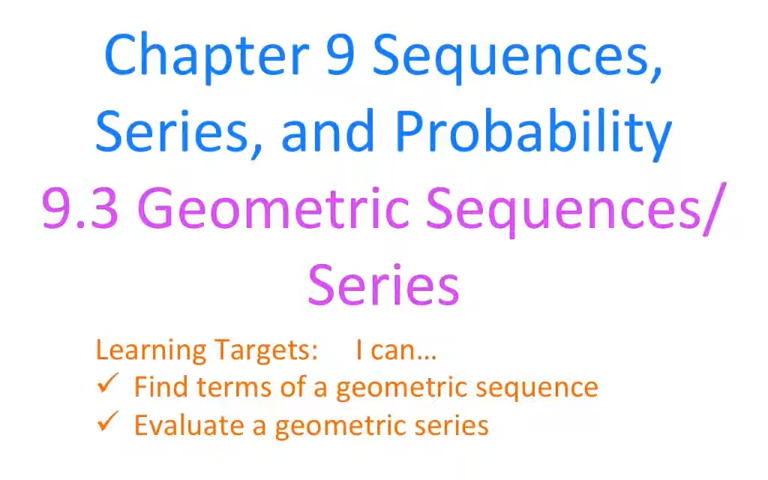 Chapter 9 Sequences,
Series, and Probability
9.3 Geometric Sequences/
Series
Learning Targets: I can…
✓ Find terms of a geometric sequence
✓ Evaluate a geometric series